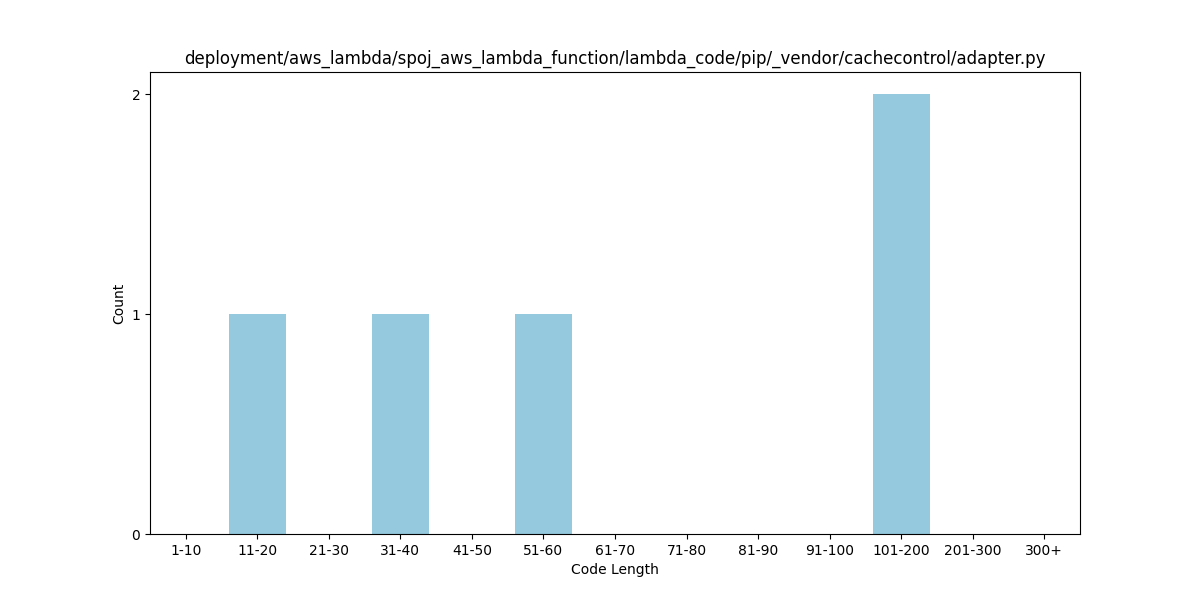 deployment/aws_lambda/spoj_aws_lambda_function/lambda_code/pip/_vendor/cachecontrol/adapter.py
2
1
0
Count
1-10 11-20 21-30 31-40 41-50 51-60 61-70 71-80 81-90 91-100 101-200 201-300 300+
Code Length